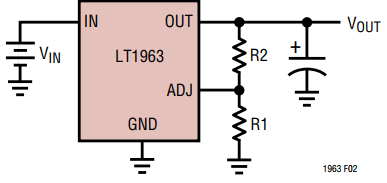 IN
OUT
VOUT
VIN
LT1963
R2
+
ADJ
R1
GND
1963 F02